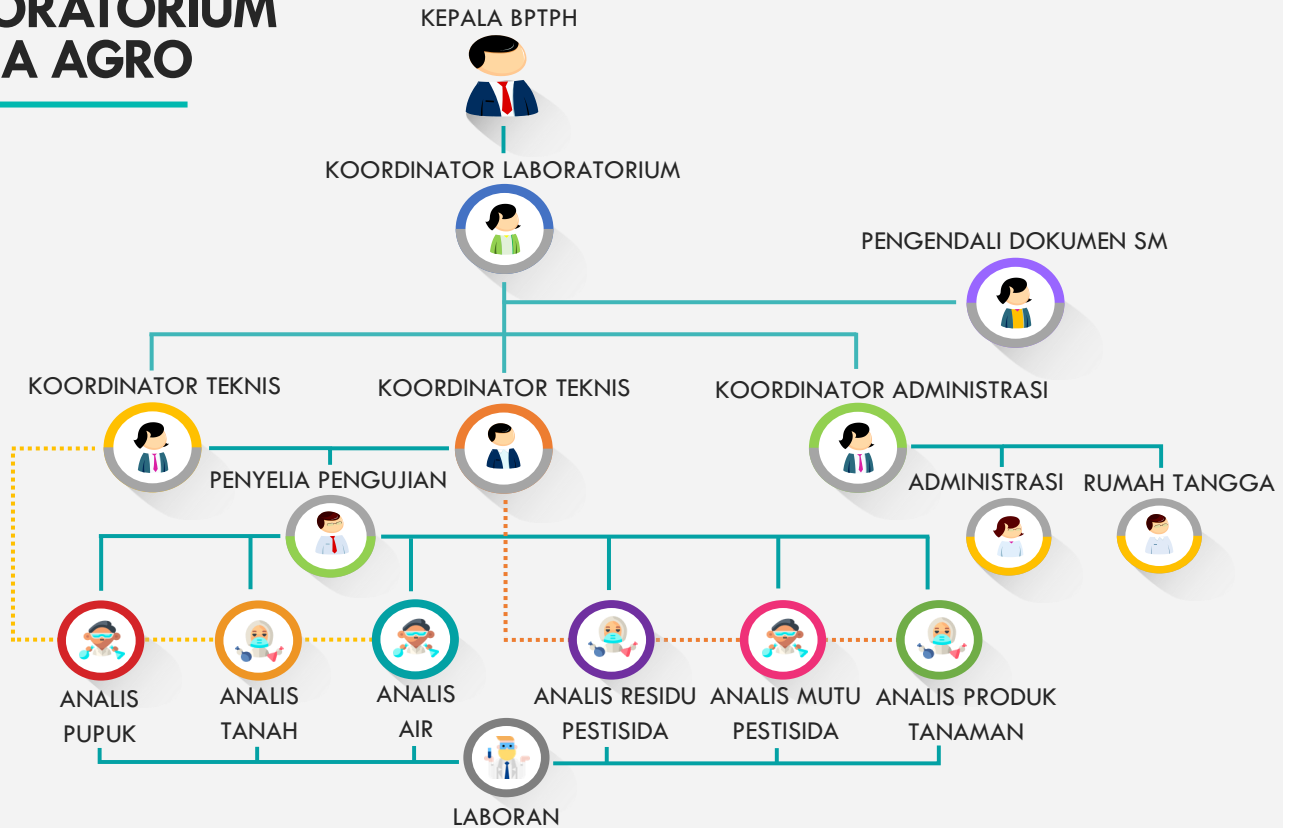 ORATORIUM
A AGRO
KEPALA BPTPH
KOORDINATOR LABORATORIUM
PENGENDALI DOKUMEN SM
KOORDINATOR TEKNIS
KOORDINATOR TEKNIS
KOORDINATOR ADMINISTRASI
PENYELIA PENGUJIAN
ADMINISTRASI
RUMAH TANGGA
ANALIS
PUPUK
ANALIS
TANAH
ANALIS
AIR
ANALIS RESIDU
PESTISIDA
ANALIS MUTU
PESTISIDA
ANALIS PRODUK
TANAMAN
LABORAN